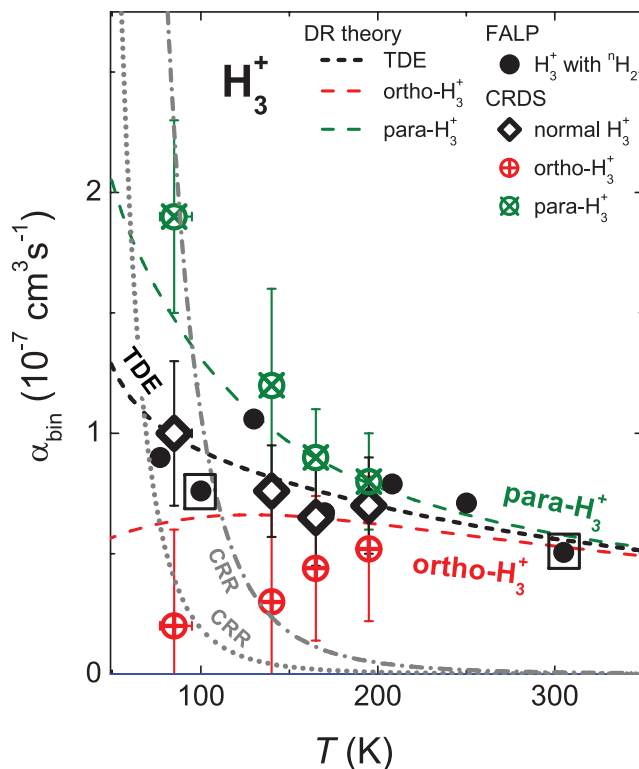 DR theory
TDE
ortho-H₃⁺
para-H₃⁺
FALP
H₃⁺ with ⁿH₂
CRDS
normal H₃⁺
ortho-H₃⁺
para-H₃⁺
H₃⁺
2
1
0
α_bin (10⁻⁷ cm³s⁻¹)
TDE
CRR
CRR
para-H₃⁺
ortho-H₃⁺
100
200
300
T (K)